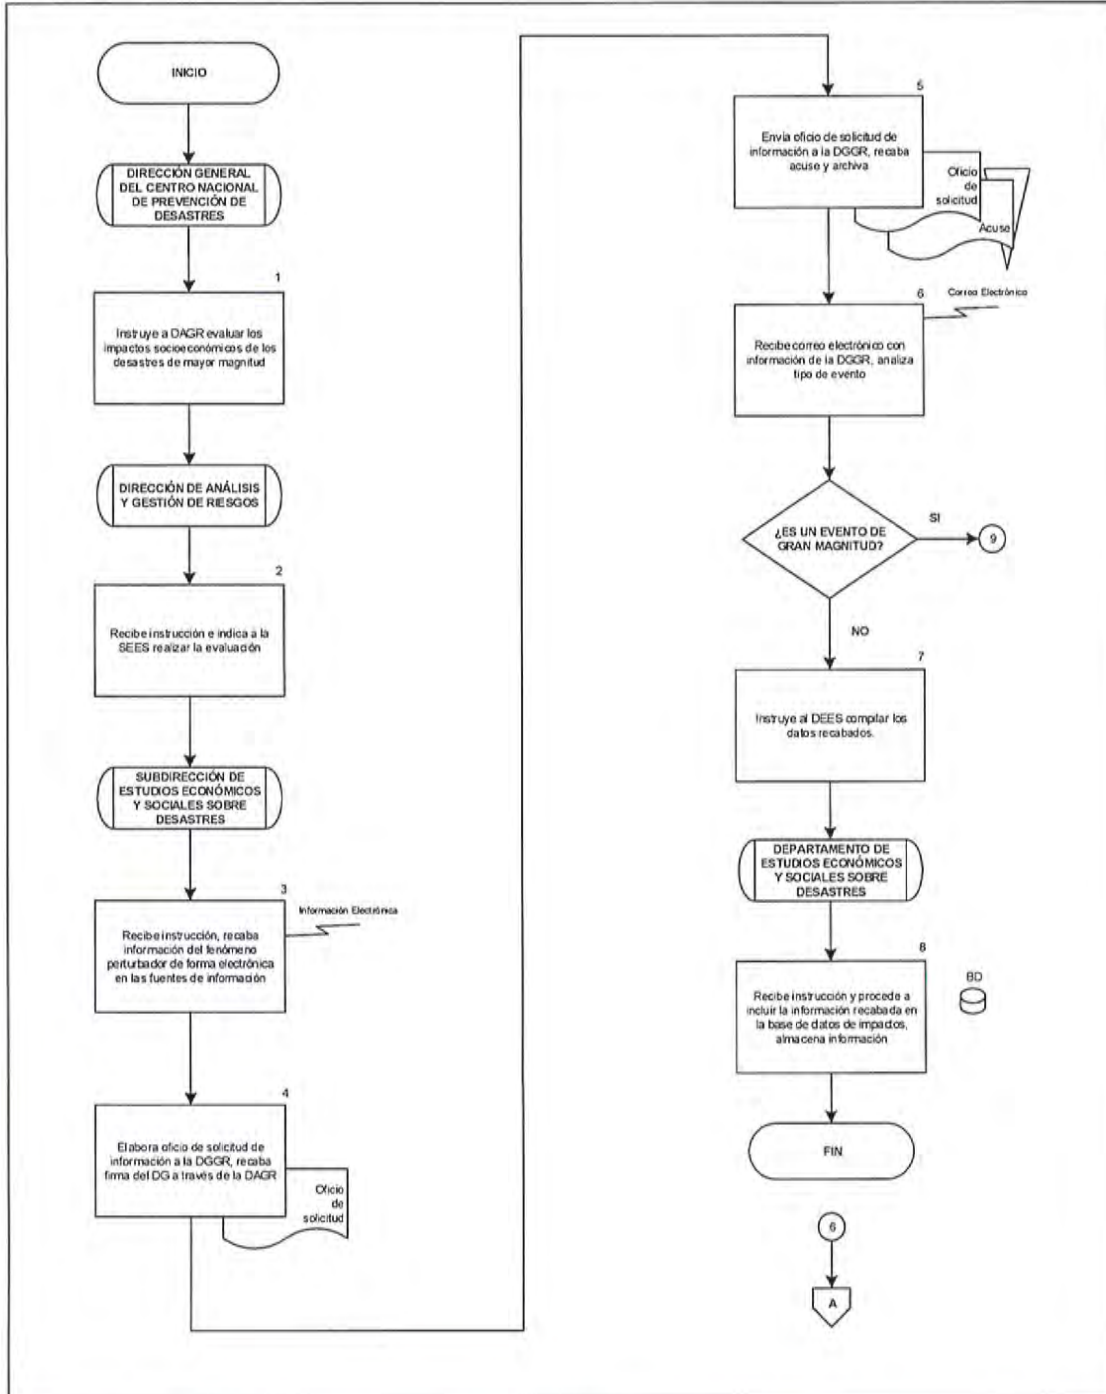 INICIO
DIRECCIÓN GENERAL
DEL CENTRO NACIONAL
DE PREVENCIÓN DE
DESASTRES
1
Instruye a DAGR evaluar los
impactos socioeconómicos de los
desastres de mayor magnitud
DIRECCIÓN DE ANÁLISIS
Y GESTIÓN DE RIESGOS
2
Recibe instrucción e indica a la
SEES realizar la evaluación
SUBDIRECCIÓN DE
ESTUDIOS ECONÓMICOS
Y SOCIALES SOBRE
DESASTRES
3
Información Electrónica
Recibe instrucción, recaba
información del fenómeno
perturbador de forma electrónica
en las fuentes de información
4
Elabora oficio de solicitud de
información a la DGGR, recaba
firma del DG a través de la DAGR
Oficio
de
solicitud
5
Envía oficio de solicitud de
información a la DGGR, recaba
acuse y archiva
Oficio
de
solicitud
Acuse
6
Correo Electrónico
Recibe correo electrónico con
información de la DGGR, analiza
tipo de evento
¿ES UN EVENTO DE
GRAN MAGNITUD?
SI
9
NO
7
Instruye al DEES compilar los
datos recabados.
DEPARTAMENTO DE
ESTUDIOS ECONÓMICOS
Y SOCIALES SOBRE
DESASTRES
8
BD
Recibe instrucción y procede a
incluir la información recabada en
la base de datos de impactos,
almacena información
FIN
6
A